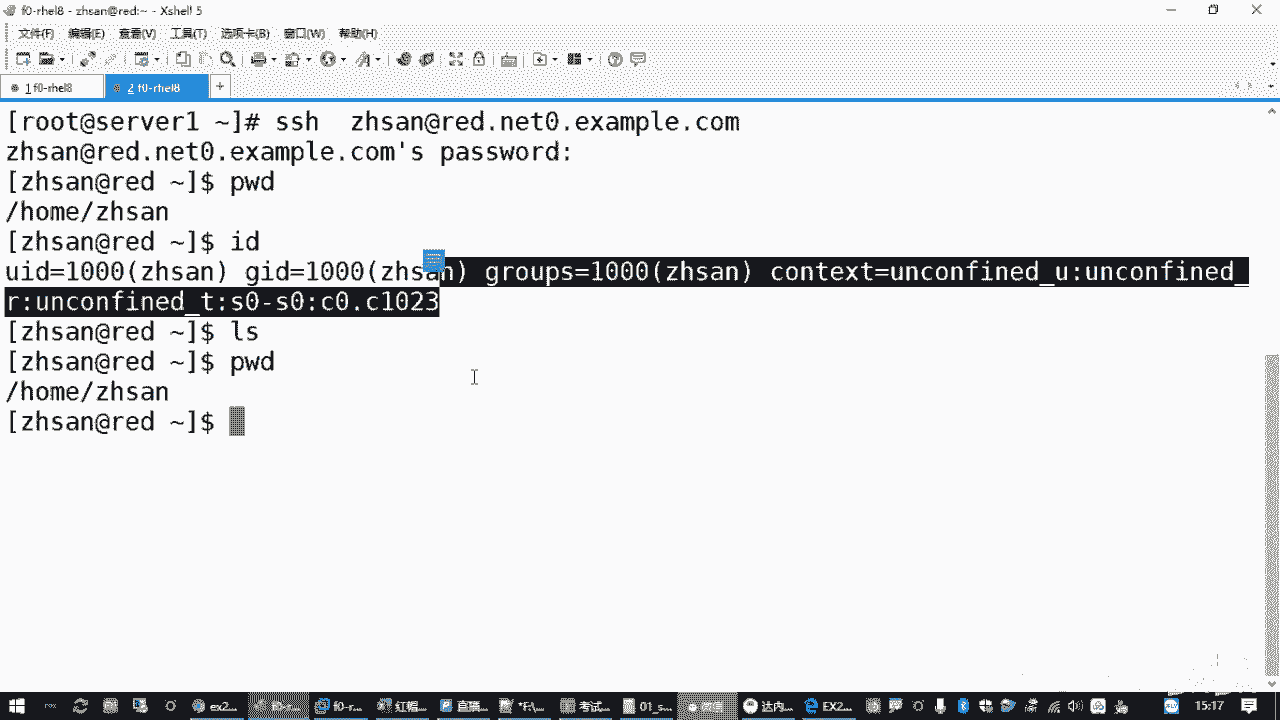 f0-rhel8 - zhsan@red:~ - Xshell 5
文件(F) 编辑(E) 查看(V) 工具(T) 选项卡(B) 窗口(W) 帮助(H)
1 f0-rhel8 2 f0-rhel8 +
[root@server1 ~]# ssh  zhsan@red.net0.example.com
zhsan@red.net0.example.com's password:
[zhsan@red ~]$ pwd
/home/zhsan
[zhsan@red ~]$ id
uid=1000(zhsan) gid=1000(zhsan) groups=1000(zhsan) context=unconfined_u:unconfined_
r:unconfined_t:s0-s0:c0.c1023
[zhsan@red ~]$ ls
[zhsan@red ~]$ pwd
/home/zhsan
[zhsan@red ~]$
ex2... f0-r... 红帽... 直播... 考试... 01_s... 达内... EX2... 15:17